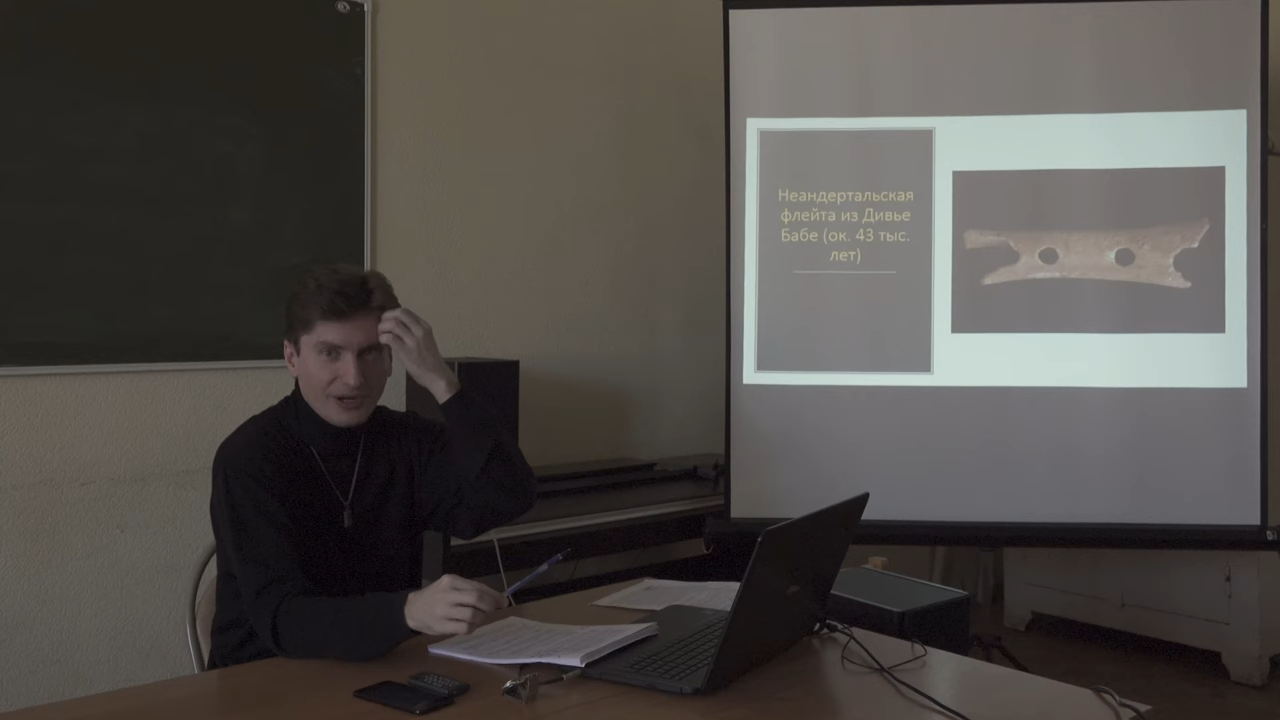 Неандертальская
флейта из Дивье
Бабе (ок. 43 тыс.
лет)